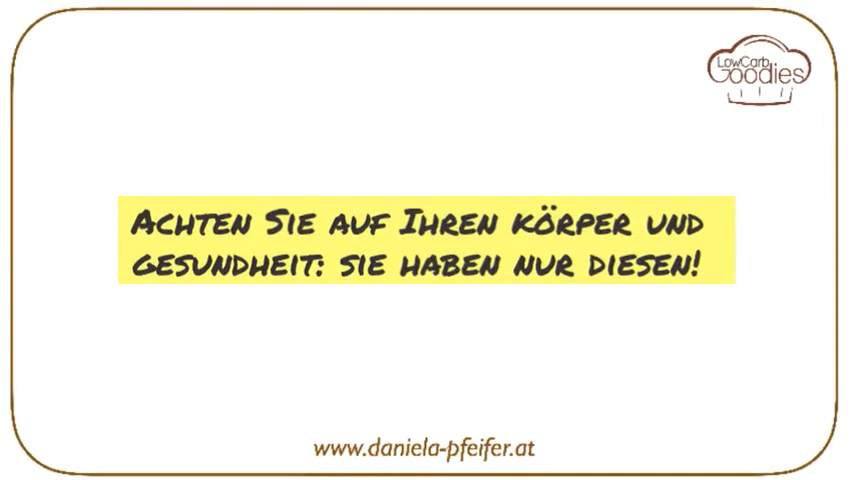 LowCarb
Goodies
Achten Sie auf Ihren körper und
gesundheit: sie haben nur diesen!
www.daniela-pfeifer.at